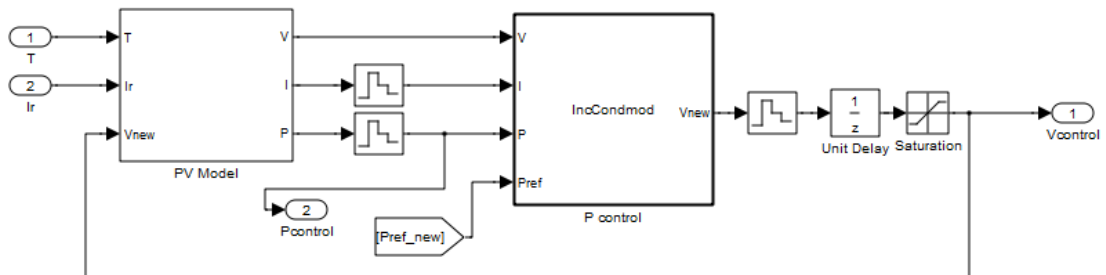 1
T
2
Ir
T
Ir
Vnew
V
I
P
PV Model
2
Pcontrol
[Pref_new]
V
I
P
Pref
IncCondmod
Vnew
P control
1
z
Unit Delay
Saturation
1
Vcontrol